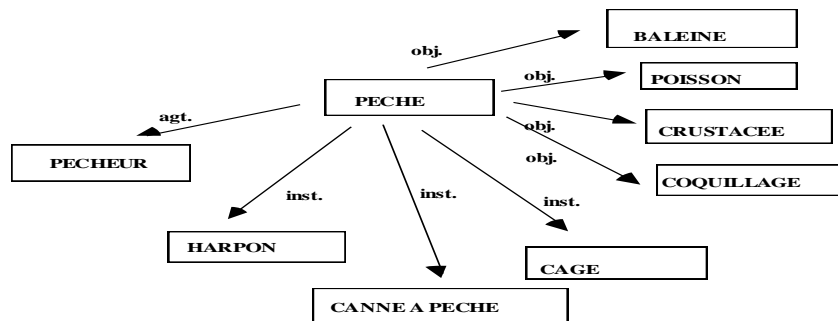 BALEINE
obj.
obj.
POISSON
PECHE
agt.
obj.
CRUSTACEE
PECHEUR
obj.
COQUILLAGE
inst.
inst.
inst.
HARPON
CAGE
CANNE A PECHE